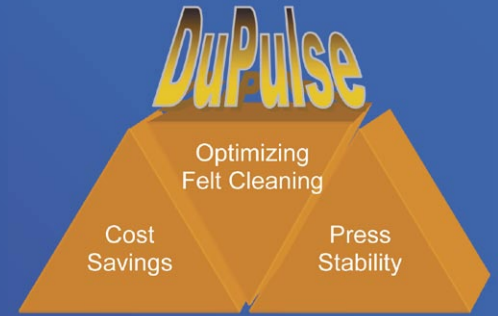 DuPulse
Optimizing
Felt Cleaning
Cost
Savings
Press
Stability